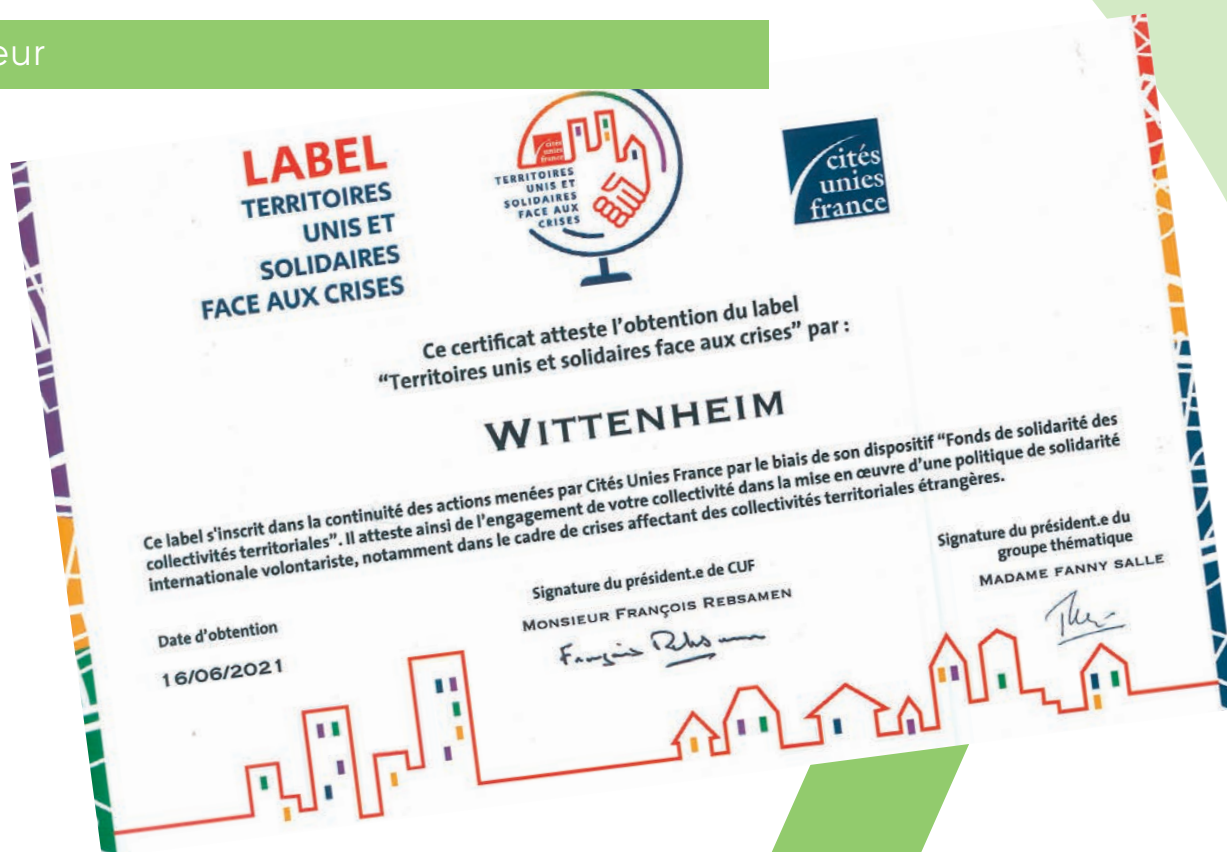 eur
LABEL
TERRITOIRES
UNIS ET
SOLIDAIRES
FACE AUX CRISES
cités
unies
france
TERRITOIRES
UNIS ET
SOLIDAIRES
FACE AUX
CRISES
cités
unies
france
Ce certificat atteste l'obtention du label
“Territoires unis et solidaires face aux crises” par :
WITTENHEIM
Ce label s'inscrit dans la continuité des actions menées par Cités Unies France par le biais de son dispositif “Fonds de solidarité des
collectivités territoriales”. Il atteste ainsi de l'engagement de votre collectivité dans la mise en œuvre d'une politique de solidarité
internationale volontariste, notamment dans le cadre de crises affectant des collectivités territoriales étrangères.
Date d'obtention
16/06/2021
Signature du président.e de CUF
MONSIEUR FRANÇOIS REBSAMEN
François Rebsamen
Signature du président.e du
groupe thématique
MADAME FANNY SALLE